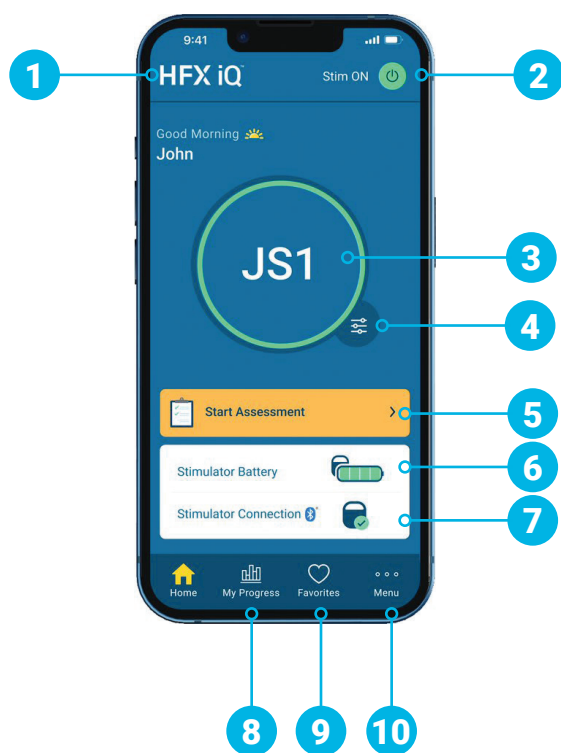 9:41
1
HFX iQ™
Stim ON
2
Good Morning
John
JS1
3
4
Start Assessment
5
Stimulator Battery
6
Stimulator Connection
7
Home
My Progress
Favorites
Menu
8
9
10